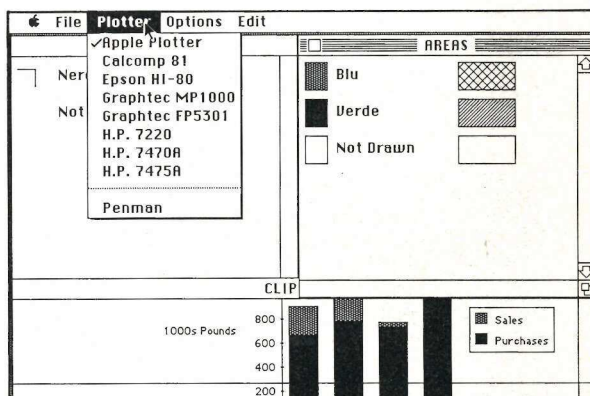 File Plotter Options Edit
✓Apple Plotter
Calcomp 81
Epson HI-80
Graphtec MP1000
Graphtec FP5301
H.P. 7220
H.P. 7470A
H.P. 7475A
Penman
Not
AREAS
Blu
Verde
Not Drawn
CLIP
1000s Pounds
800
600
400
200
Sales
Purchases